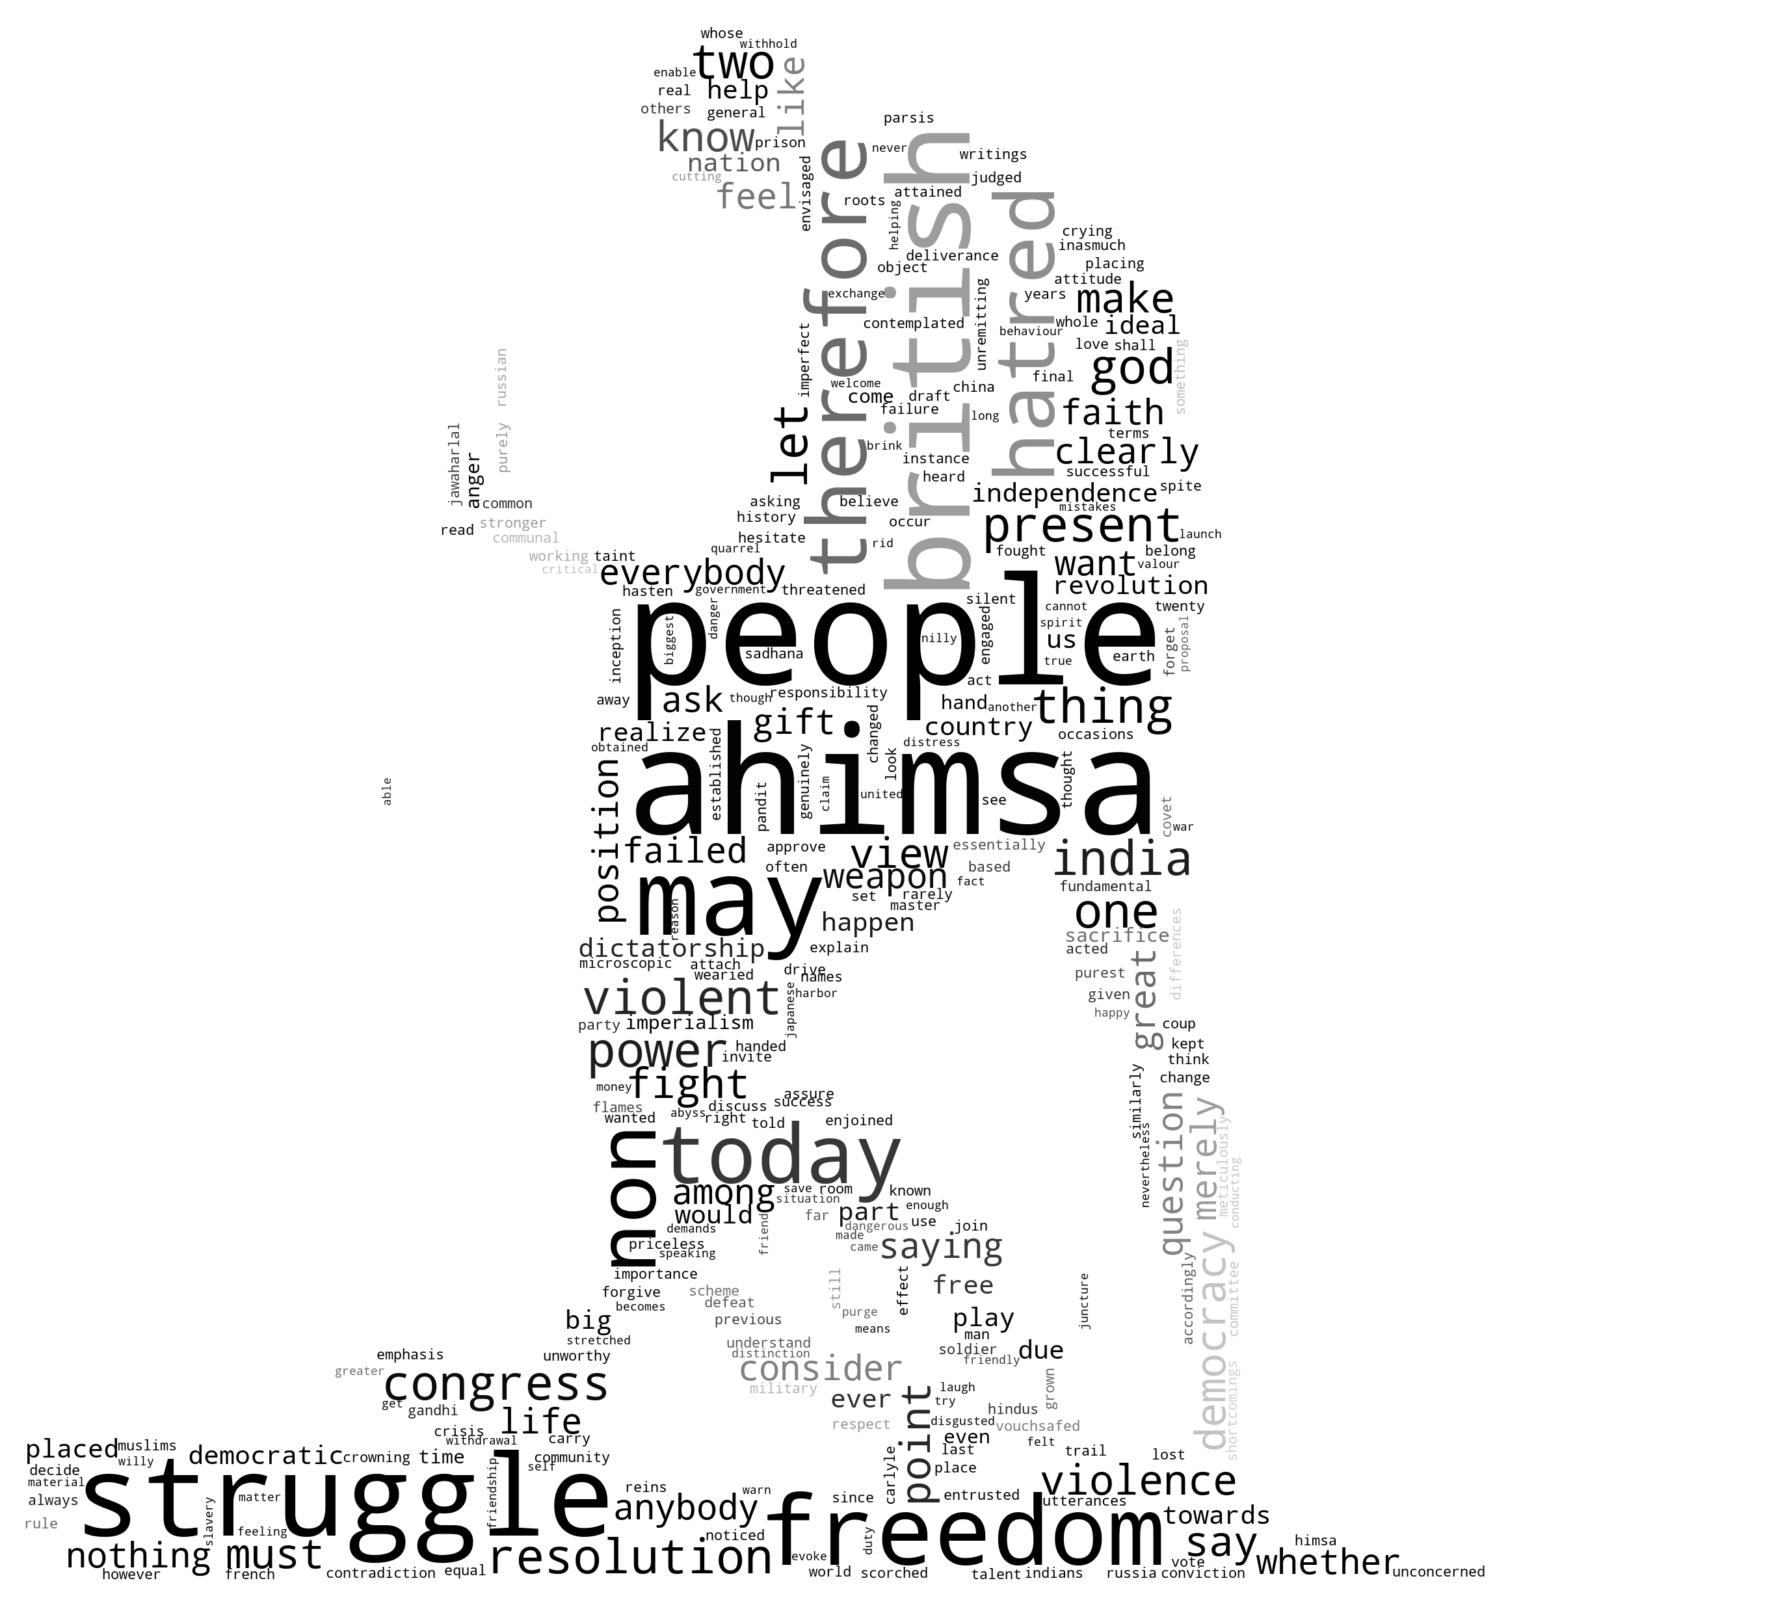 whose
withhold
two
enable
real help like
others general
know prison
nation
cutting
feel
envisaged
parsis
never
therefore british hatred
writings
judged
attained
roots
helping
crying
inasmuch
deliverance
object
placing
attitude
exchange
years
make
unremitting
contemplated
whole ideal
behaviour
imperfect
love shall
something
god
final
welcome
china
come draft
failure
long
faith
let
terms
brink
clearly
instance
successful
heard
russian
purely
jawaharlal
anger
common
read stronger
communal
working taint
critical
independence spite
asking believe
mistakes
history
occur
present launch
hesitate
rid
quarrel
fought belong
want valour
everybody
revolution
hasten government threatened
people
silent
cannot twenty
inception
biggest
danger
nilly
engaged
spirit
us
forget
proposal
sadhana
true
earth
act
away ask though responsibility
hand another thing
gift
country
realize
changed
occasions
obtained
distress
established
genuinely
look
thought
ahimsa
able
pandit
claim
united
see
covet
war
position
failed approve view essentially
india
often
weapon based
fact
may
set rarely
master
fundamental
reason
one
happen
sacrifice
differences
dictatorship explain
acted
microscopic attach
wearied
drive
names
great
purest
violent
japanese
harbor
given
happy
party imperialism
coup
power handed
invite
kept
think
money fight
change
similarly
assure
flames discuss success
question merely
meticulously
wanted abyss right told enjoined
non today
nevertheless
conducting
among save room known
situation
enough
would far part use
demands
friend
dangerous
join
made
priceless came saying
speaking
importance
accordingly
democracy
committee
still
effect
free
juncture
forgive scheme
becomes defeat
purge
big previous
play
means
man
stretched understand
soldier due
emphasis unworthy distinction
friendly
greater
consider
congress military
shortcomings
get
gandhi
ever
point
laugh
try
grown
hindus
life
respect
disgusted vouchsafed
crisis
withdrawal carry
even felt
placed muslims
willy
democratic crowning time
community
self
last
trail lost
decide
material
carlyle
place
violence
always
struggle
friendship
reins
warn
matter
since
entrusted utterances
rule
slavery
feeling
anybody
freedom
towards
noticed
duty
say
himsa
nothing must
resolution
evoke
whether
vote
however french contradiction equal
world scorched talent indians russia conviction unconcerned